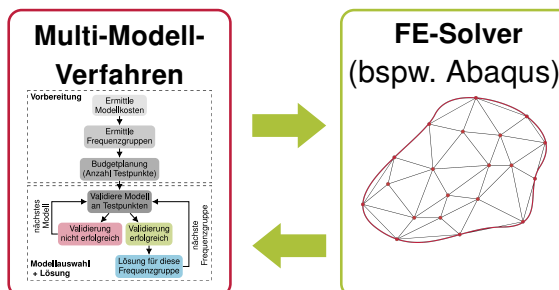 Multi-Modell-
Verfahren
Vorbereitung
Ermittle
Modellkosten
Ermittle
Frequenzgruppen
Budgetplanung
(Anzahl Testpunkte)
Validiere Modell
an Testpunkten
nächstes
Modell
Validierung
nicht erfolgreich
Validierung
erfolgreich
nächste
Frequenzgruppe
Lösung für diese
Frequenzgruppe
Modellauswahl
+ Lösung
FE-Solver
(bspw. Abaqus)